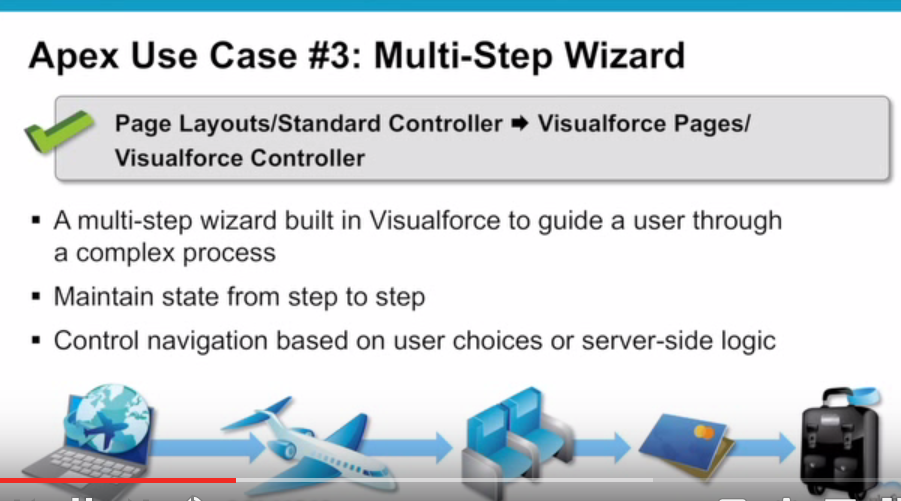 Apex Use Case #3: Multi-Step Wizard
Page Layouts/Standard Controller ➡ Visualforce Pages/
Visualforce Controller
▪ A multi-step wizard built in Visualforce to guide a user through
a complex process
▪ Maintain state from step to step
▪ Control navigation based on user choices or server-side logic